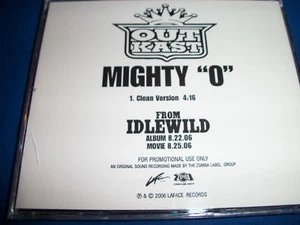 OUT
KAST
MIGHTY "O"
1. Clean Version 4:16
FROM
IDLEWILD
ALBUM 8.22.06
MOVIE 8.25.06
FOR PROMOTIONAL USE ONLY
AN ORIGINAL SOUND RECORDING MADE BY THE ZOMBA LABEL GROUP
℗ & © 2006 LAFACE RECORDS